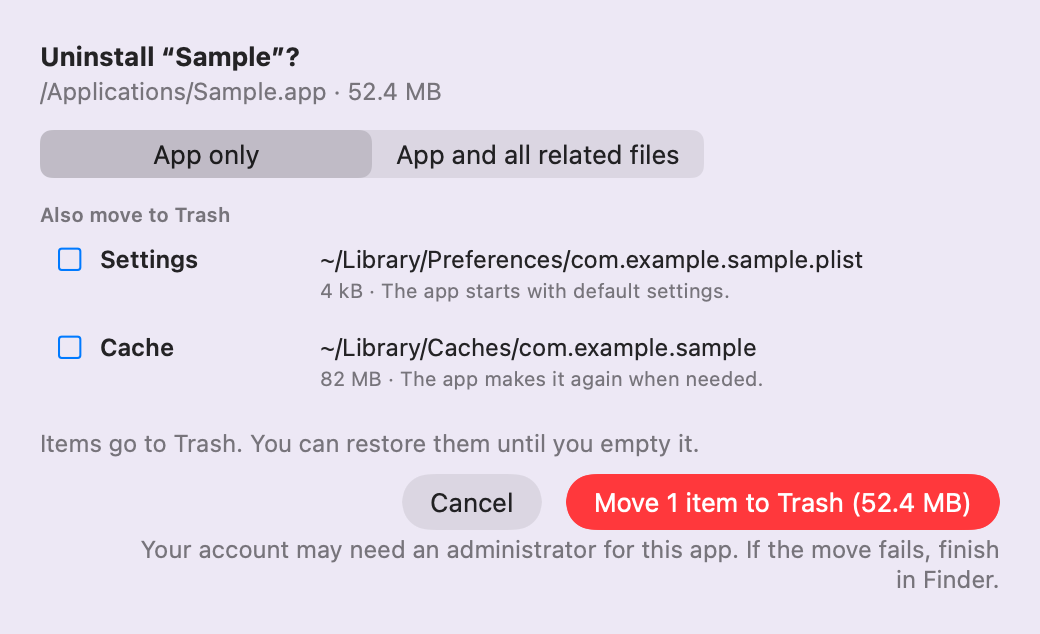 Uninstall “Sample”?
/Applications/Sample.app · 52.4 MB
App only
App and all related files
Also move to Trash
Settings
~/Library/Preferences/com.example.sample.plist
4 kB · The app starts with default settings.
Cache
~/Library/Caches/com.example.sample
82 MB · The app makes it again when needed.
Items go to Trash. You can restore them until you empty it.
Cancel
Move 1 item to Trash (52.4 MB)
Your account may need an administrator for this app. If the move fails, finish
in Finder.